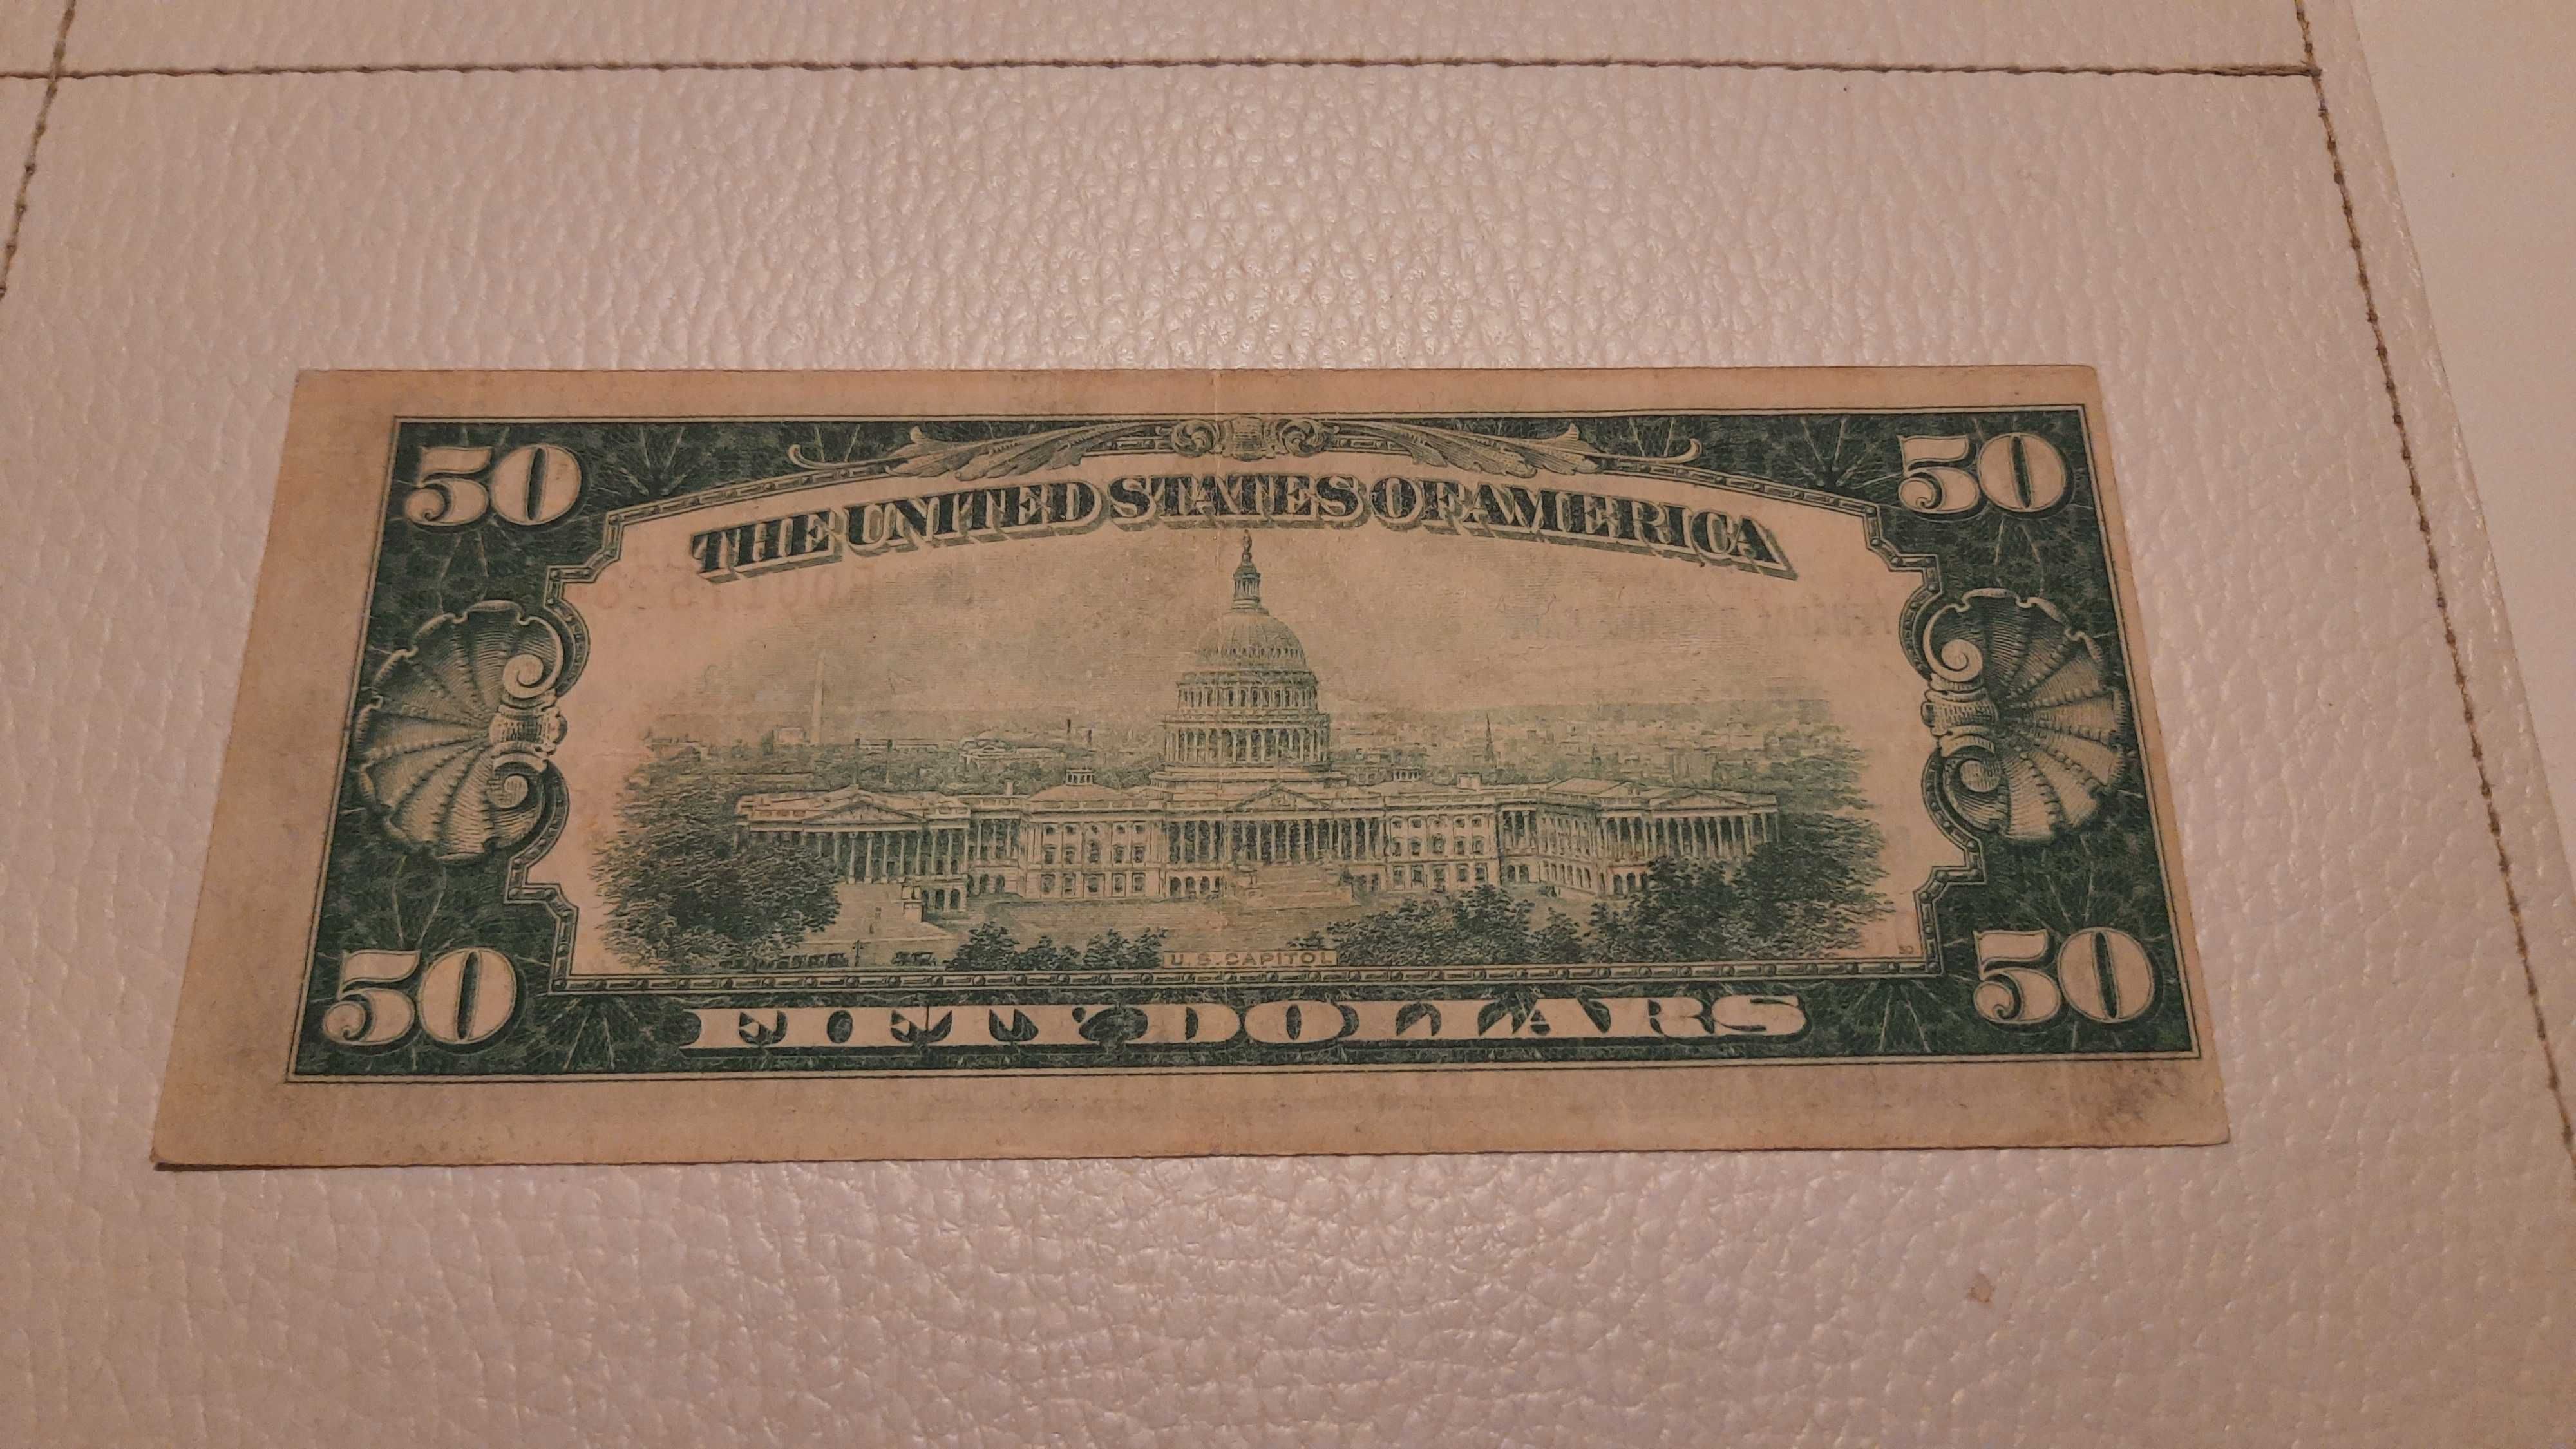 50 50
THE UNITED STATES OF AMERICA
U.S. CAPITOL
50 50
FIFTY DOLLARS